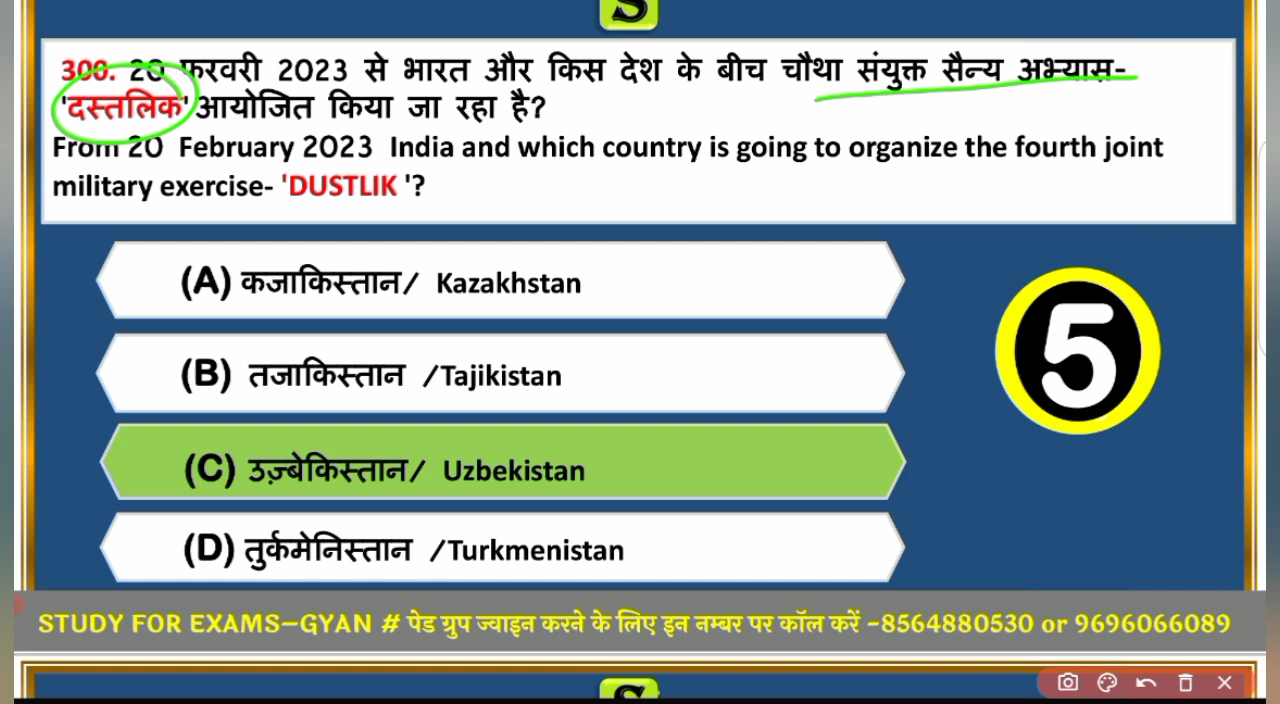 S
300. 20 फरवरी 2023 से भारत और किस देश के बीच चौथा संयुक्त सैन्य अभ्यास-
'दस्तलिक' आयोजित किया जा रहा है?
From 20 February 2023 India and which country is going to organize the fourth joint
military exercise- 'DUSTLIK '?
(A) कजाकिस्तान/ Kazakhstan
(B) तजाकिस्तान /Tajikistan
5
(C) उज़्बेकिस्तान/ Uzbekistan
(D) तुर्कमेनिस्तान /Turkmenistan
STUDY FOR EXAMS–GYAN # पेड ग्रुप ज्वाइन करने के लिए इन नम्बर पर कॉल करें -8564880530 or 9696066089
S